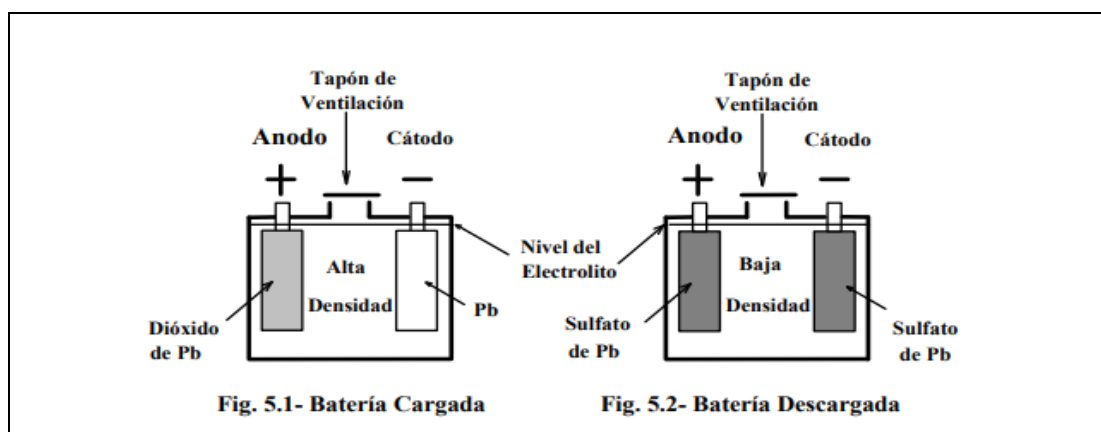 Tapón de
Ventilación
Anodo
Cátodo
+
−
Alta
Densidad
Dióxido
de Pb
Pb
Nivel del
Electrolito
Fig. 5.1- Batería Cargada
Tapón de
Ventilación
Anodo
Cátodo
+
−
Baja
Densidad
Sulfato
de Pb
Sulfato
de Pb
Fig. 5.2- Batería Descargada